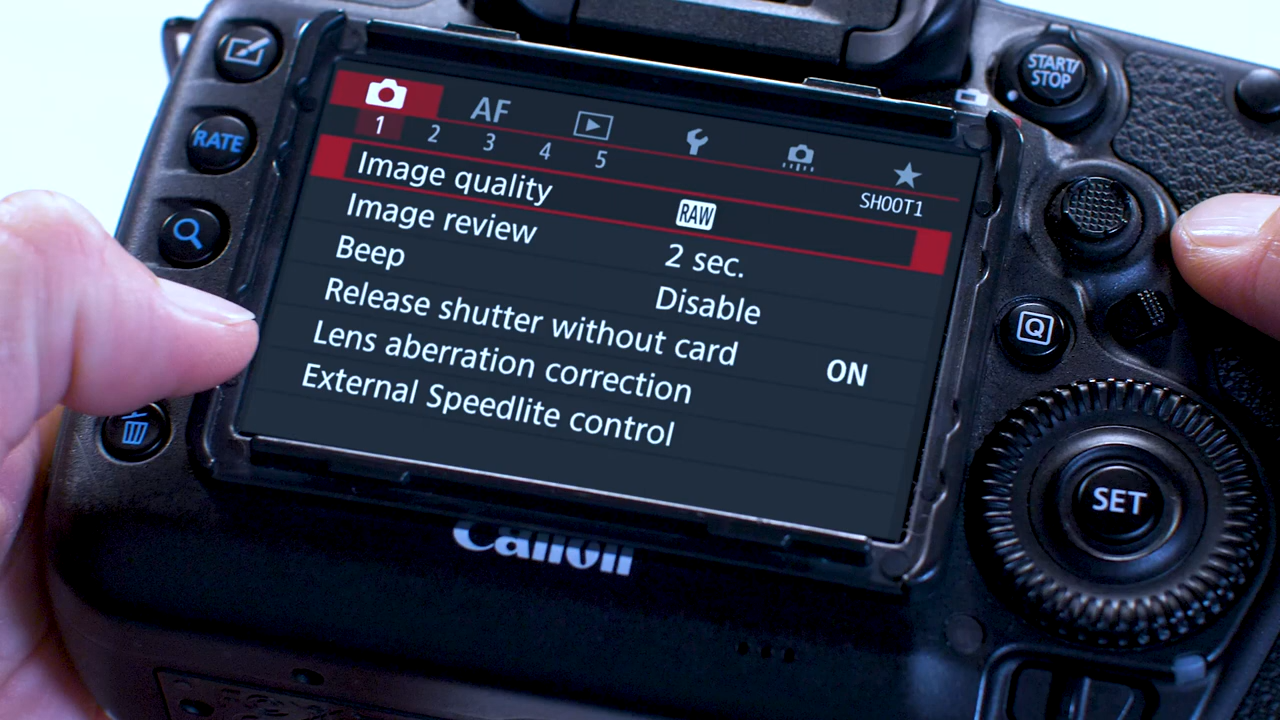 START/
STOP
RATE
AF
1 2 3 4 5
SHOOT1
Image quality RAW
Image review 2 sec.
Beep Disable
Release shutter without card ON
Lens aberration correction
External Speedlite control
Q
SET
Canon